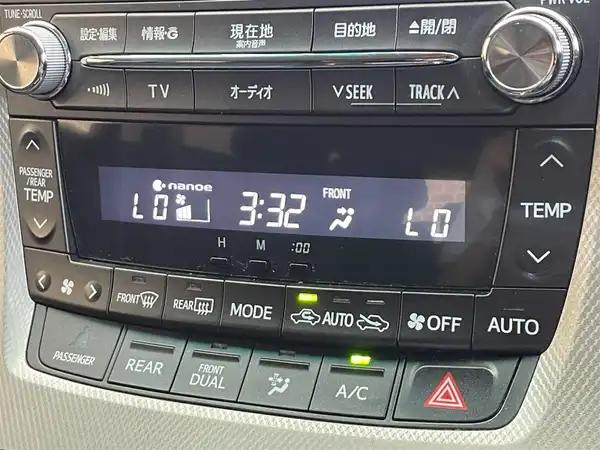 TUNE•SCROLL
PWR•VOL
設定・編集 情報・G 現在地 目的地 ▲開/閉
案内音声
TV オーディオ ∨SEEK TRACK∧
PASSENGER
/REAR
TEMP
nanoe
LO 3:32 FRONT LO
H M :00
TEMP
FRONT REAR MODE AUTO OFF AUTO
PASSENGER REAR FRONT
DUAL A/C